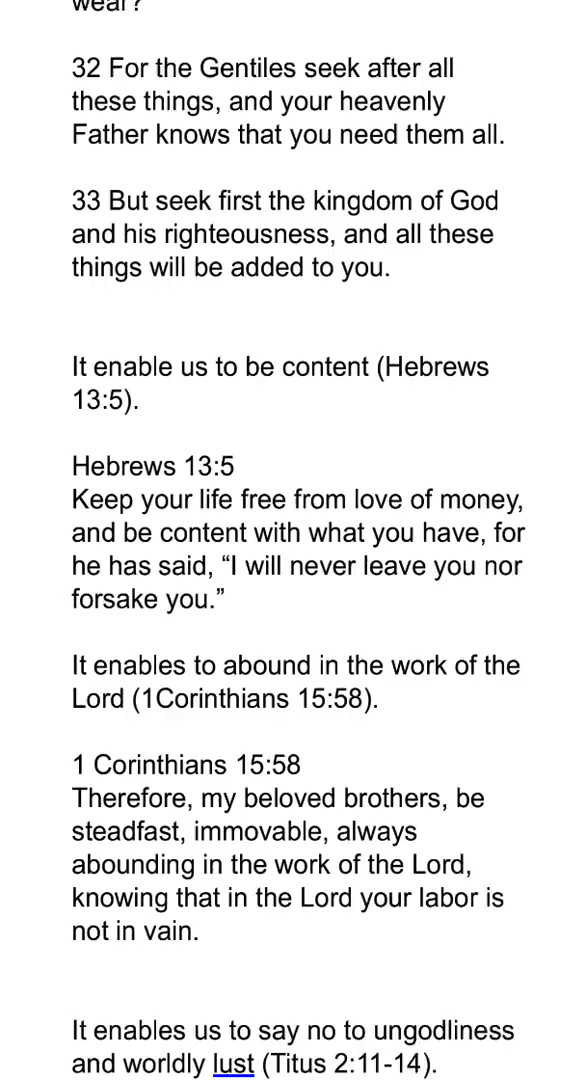 wear?
32 For the Gentiles seek after all
these things, and your heavenly
Father knows that you need them all.
33 But seek first the kingdom of God
and his righteousness, and all these
things will be added to you.
It enable us to be content (Hebrews
13:5).
Hebrews 13:5
Keep your life free from love of money,
and be content with what you have, for
he has said, “I will never leave you nor
forsake you.”
It enables to abound in the work of the
Lord (1Corinthians 15:58).
1 Corinthians 15:58
Therefore, my beloved brothers, be
steadfast, immovable, always
abounding in the work of the Lord,
knowing that in the Lord your labor is
not in vain.
It enables us to say no to ungodliness
and worldly lust (Titus 2:11-14).